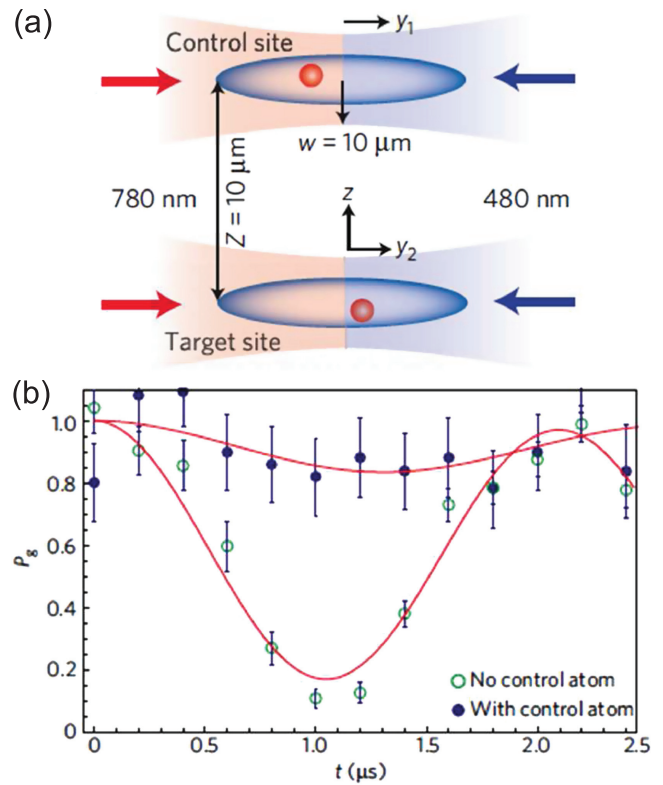 (a)
Control site
y₁
w = 10 μm
Z = 10 μm
780 nm
480 nm
z
y₂
Target site
(b)
1.0
0.8
0.6
0.4
0.2
0
P_g
0 0.5 1.0 1.5 2.0 2.5
t (μs)
No control atom
With control atom